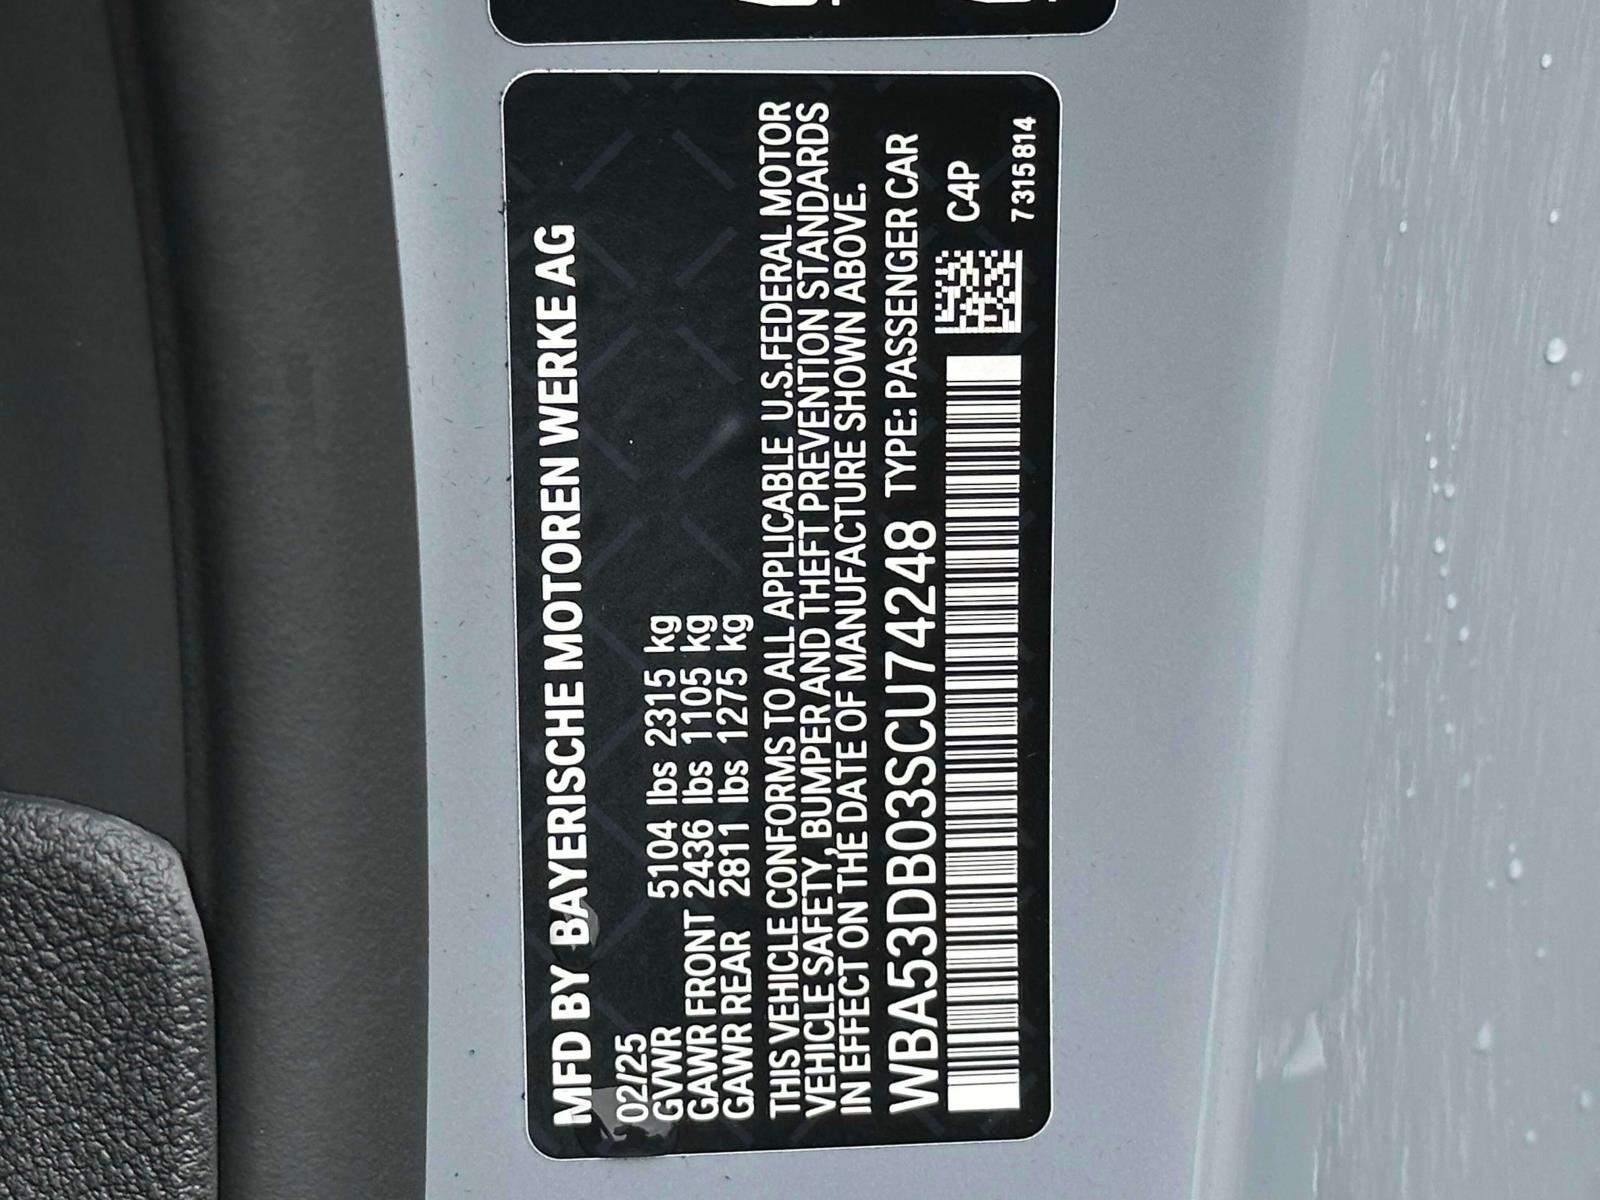 MFD BY BAYERISCHE MOTOREN WERKE AG
02/25
GVWR 5104 lbs 2315 kg
GAWR FRONT 2436 lbs 1105 kg
GAWR REAR 2811 lbs 1275 kg
THIS VEHICLE CONFORMS TO ALL APPLICABLE U.S.FEDERAL MOTOR
VEHICLE SAFETY, BUMPER AND THEFT PREVENTION STANDARDS
IN EFFECT ON THE DATE OF MANUFACTURE SHOWN ABOVE.
WBA53DB03SCU74248 TYPE: PASSENGER CAR
C4P
7315814